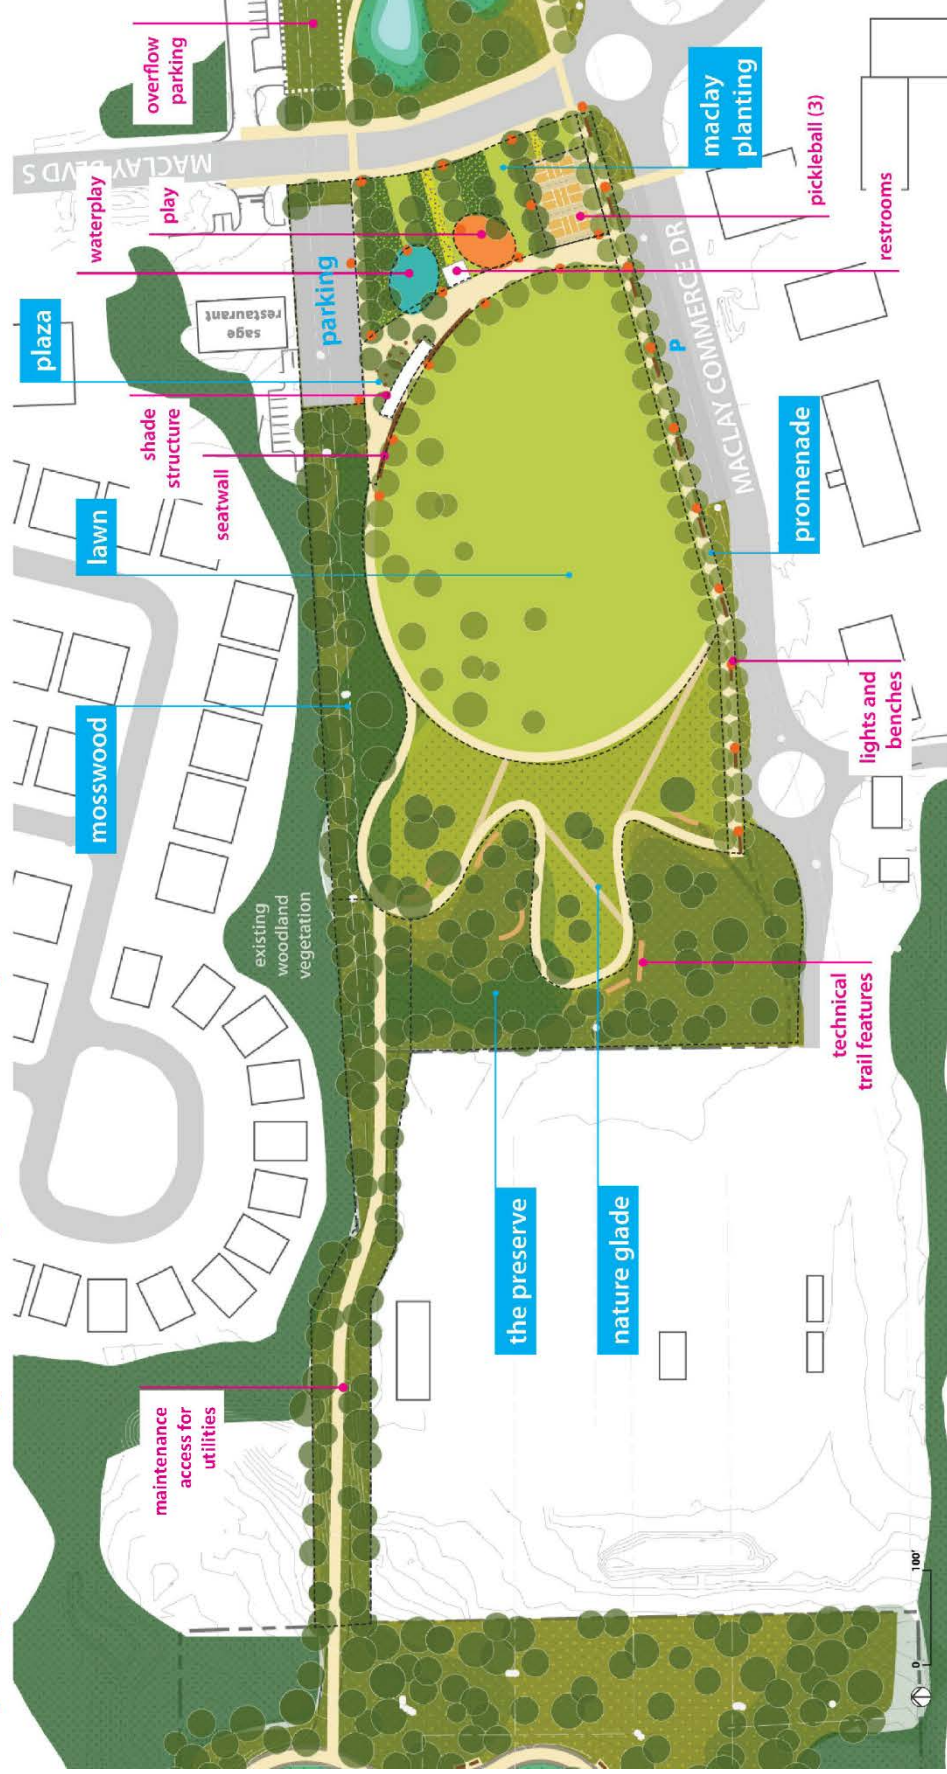 overflow
parking
MACLAY BLVD S
waterplay
play
maclay
planting
pickleball (3)
restrooms
plaza
sage
restaurant
parking
P
MACLAY COMMERCE DR
shade
structure
seatwall
lawn
promenade
mosswood
lights and
benches
existing
woodland
vegetation
technical
trail features
the preserve
nature glade
maintenance
access for
utilities
0
100'